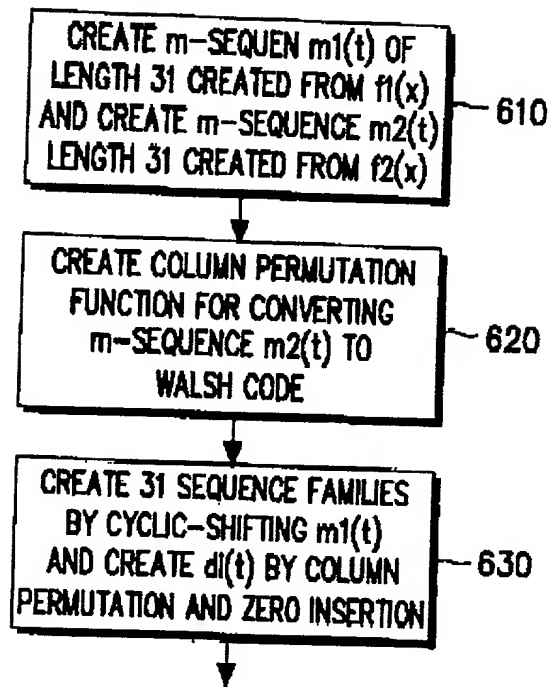 CREATE m-SEQUEN m1(t) OF
LENGTH 31 CREATED FROM f1(x)
AND CREATE m-SEQUENCE m2(t)
LENGTH 31 CREATED FROM f2(x)
610
CREATE COLUMN PERMUTATION
FUNCTION FOR CONVERTING
m-SEQUENCE m2(t) TO
WALSH CODE
620
CREATE 31 SEQUENCE FAMILIES
BY CYCLIC-SHIFTING m1(t)
AND CREATE di(t) BY COLUMN
PERMUTATION AND ZERO INSERTION
630